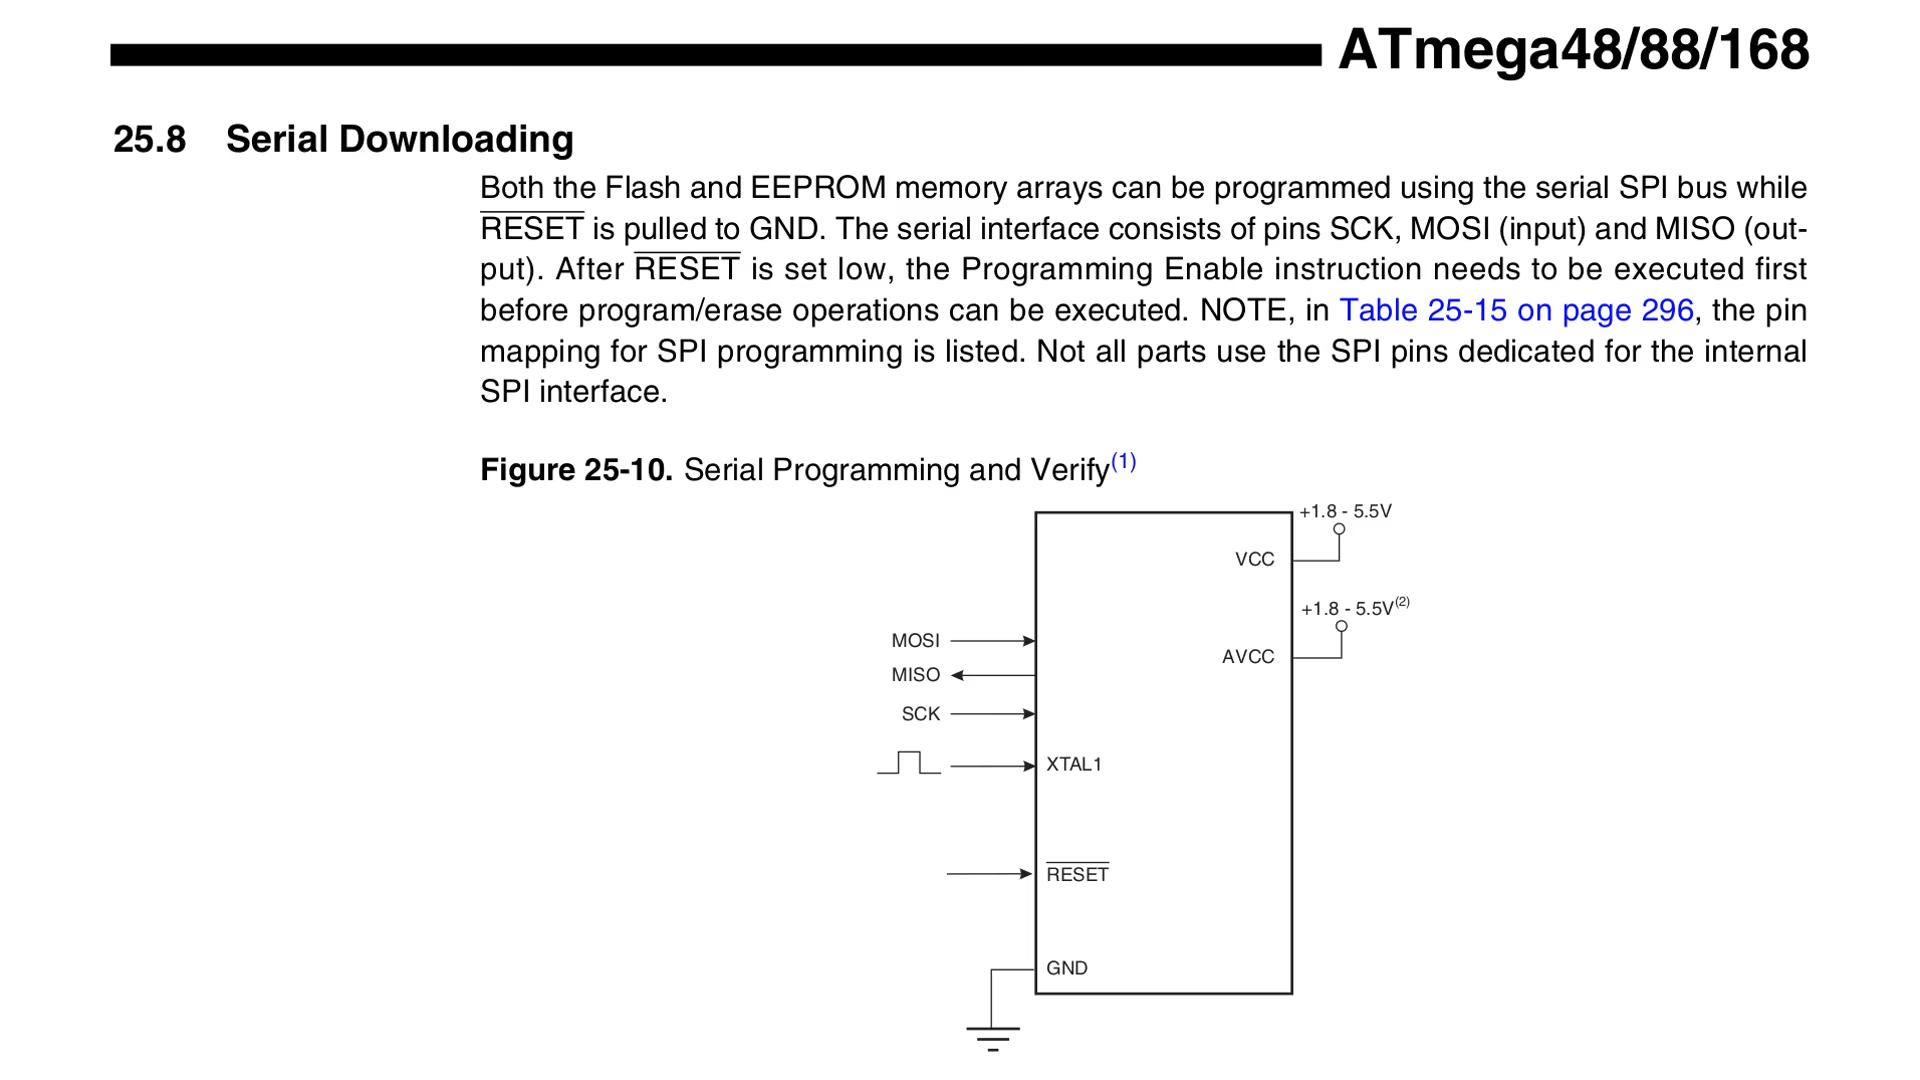 ATmega48/88/168
25.8 Serial Downloading
Both the Flash and EEPROM memory arrays can be programmed using the serial SPI bus while
RESET is pulled to GND. The serial interface consists of pins SCK, MOSI (input) and MISO (out-
put). After RESET is set low, the Programming Enable instruction needs to be executed first
before program/erase operations can be executed. NOTE, in Table 25-15 on page 296, the pin
mapping for SPI programming is listed. Not all parts use the SPI pins dedicated for the internal
SPI interface.
Figure 25-10. Serial Programming and Verify(1)
+1.8 - 5.5V
VCC
+1.8 - 5.5V(2)
MOSI
AVCC
MISO
SCK
XTAL1
RESET
GND